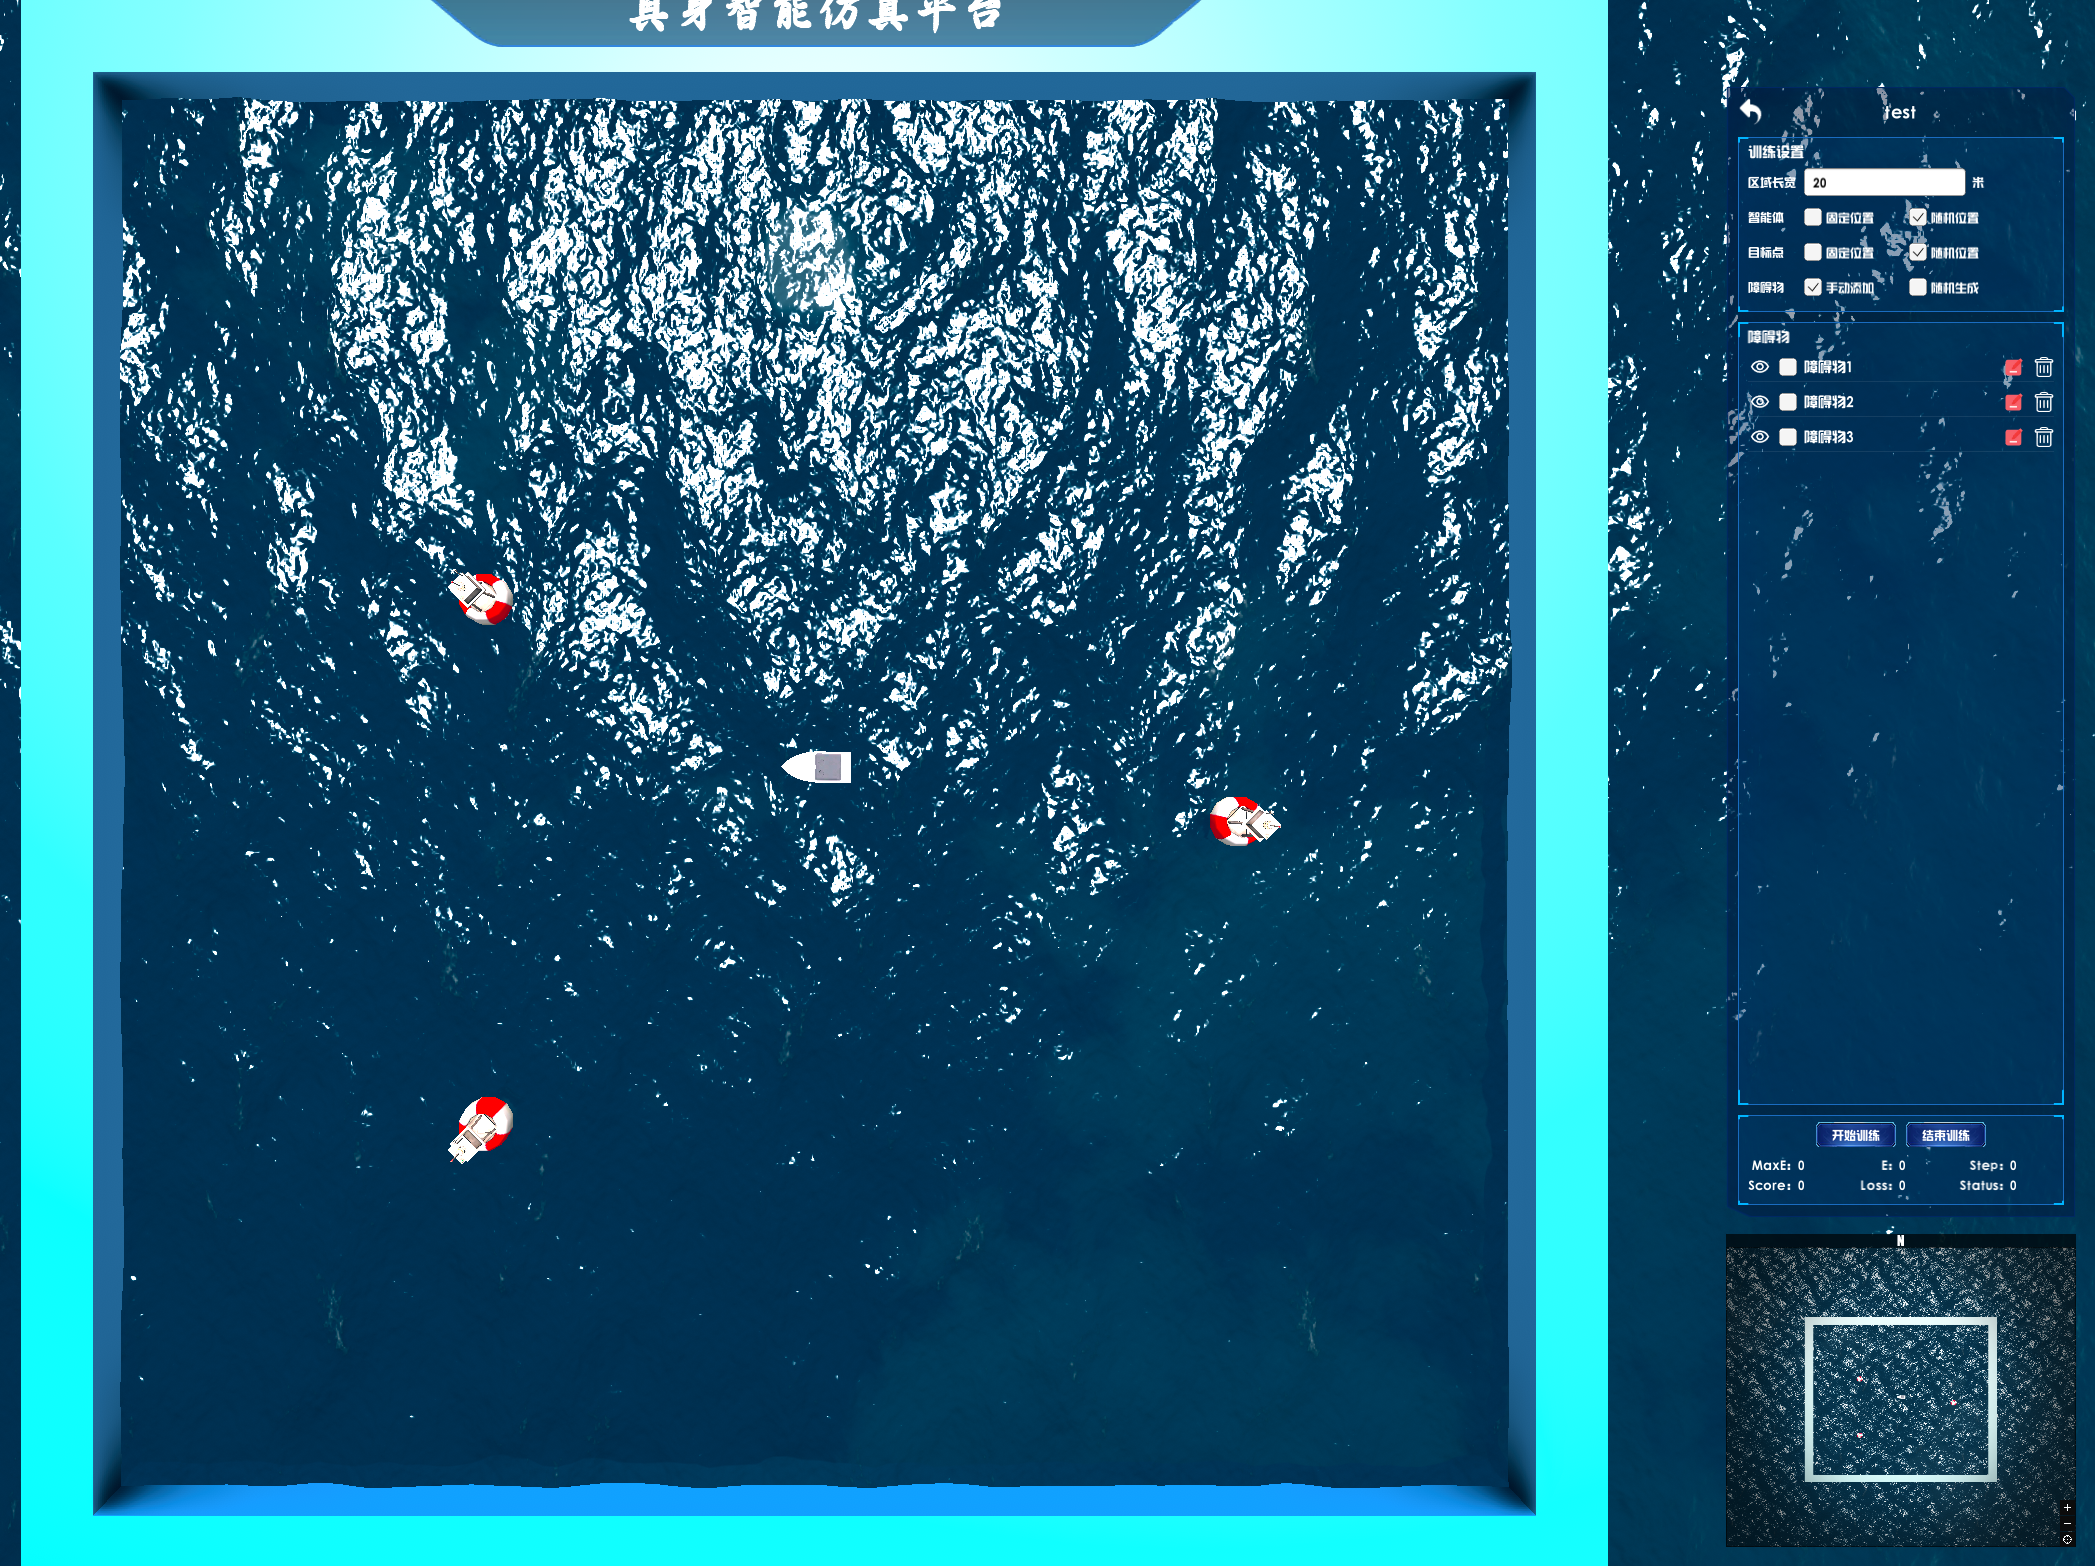 具身智能仿真平台
test
训练设置
区域长宽 20 米
智能体 固定位置 随机位置
目标点 固定位置 随机位置
障碍物 手动添加 随机生成
障碍物
障碍物1
障碍物2
障碍物3
开始训练 结束训练
MaxE: 0 E: 0 Step: 0
Score: 0 Loss: 0 Status: 0
N